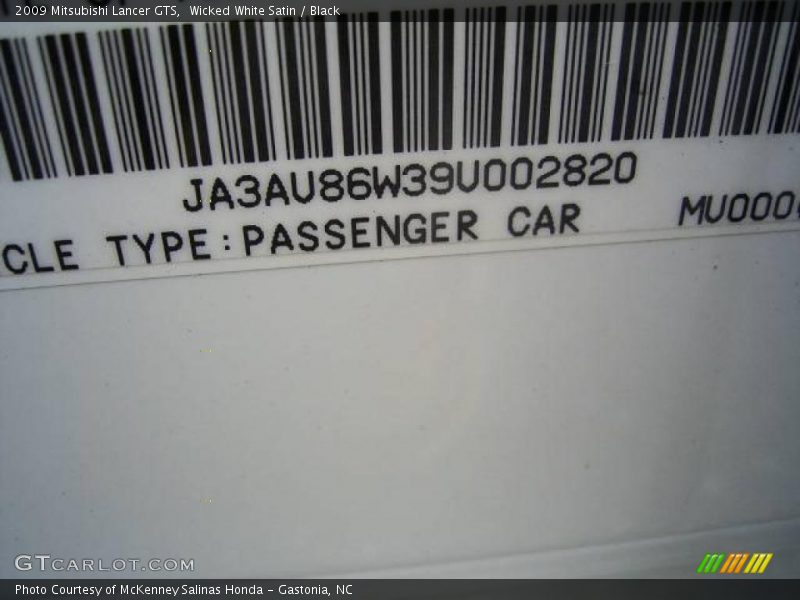 2009 Mitsubishi Lancer GTS, Wicked White Satin / Black
JA3AU86W39U002820
CLE TYPE:PASSENGER CAR MU000
GTCARLOT.COM
Photo Courtesy of McKenney Salinas Honda - Gastonia, NC